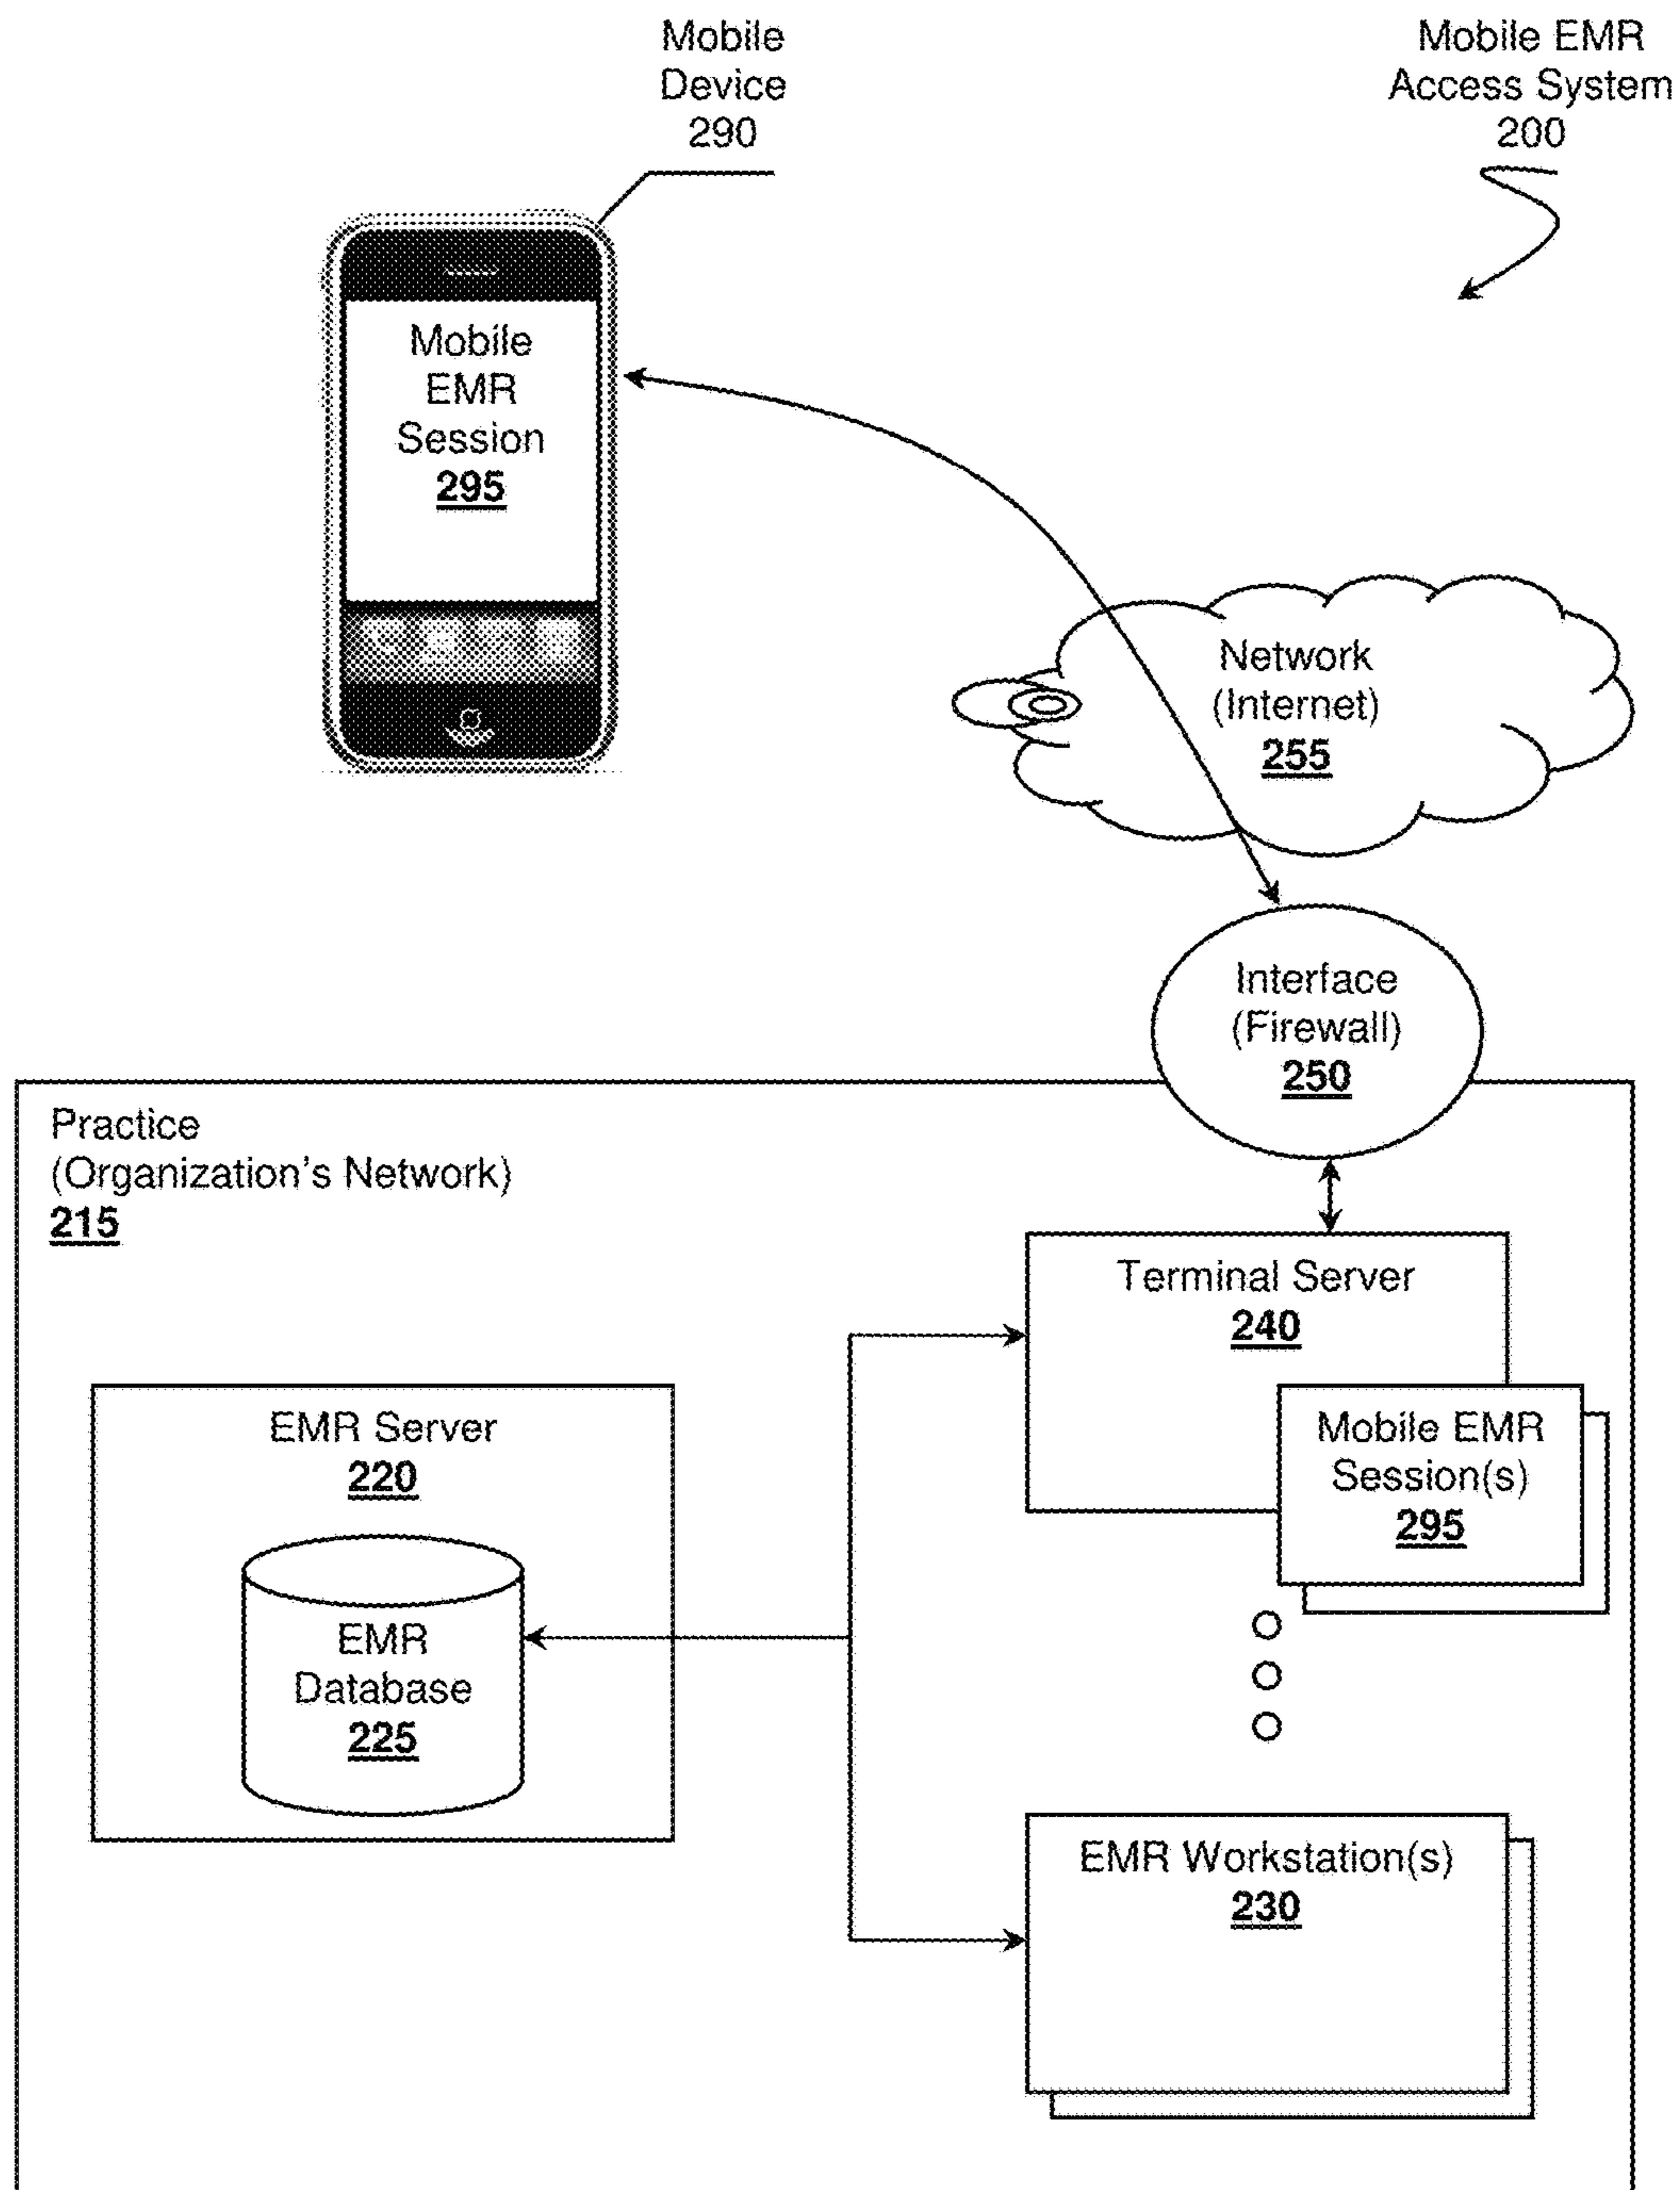 Mobile
Device
290
Mobile EMR
Access System
200
Mobile
EMR
Session
295
Network
(Internet)
255
Interface
(Firewall)
250
Practice
(Organization's Network)
215
Terminal Server
240
EMR Server
220
Mobile EMR
Session(s)
295
EMR
Database
225
EMR Workstation(s)
230